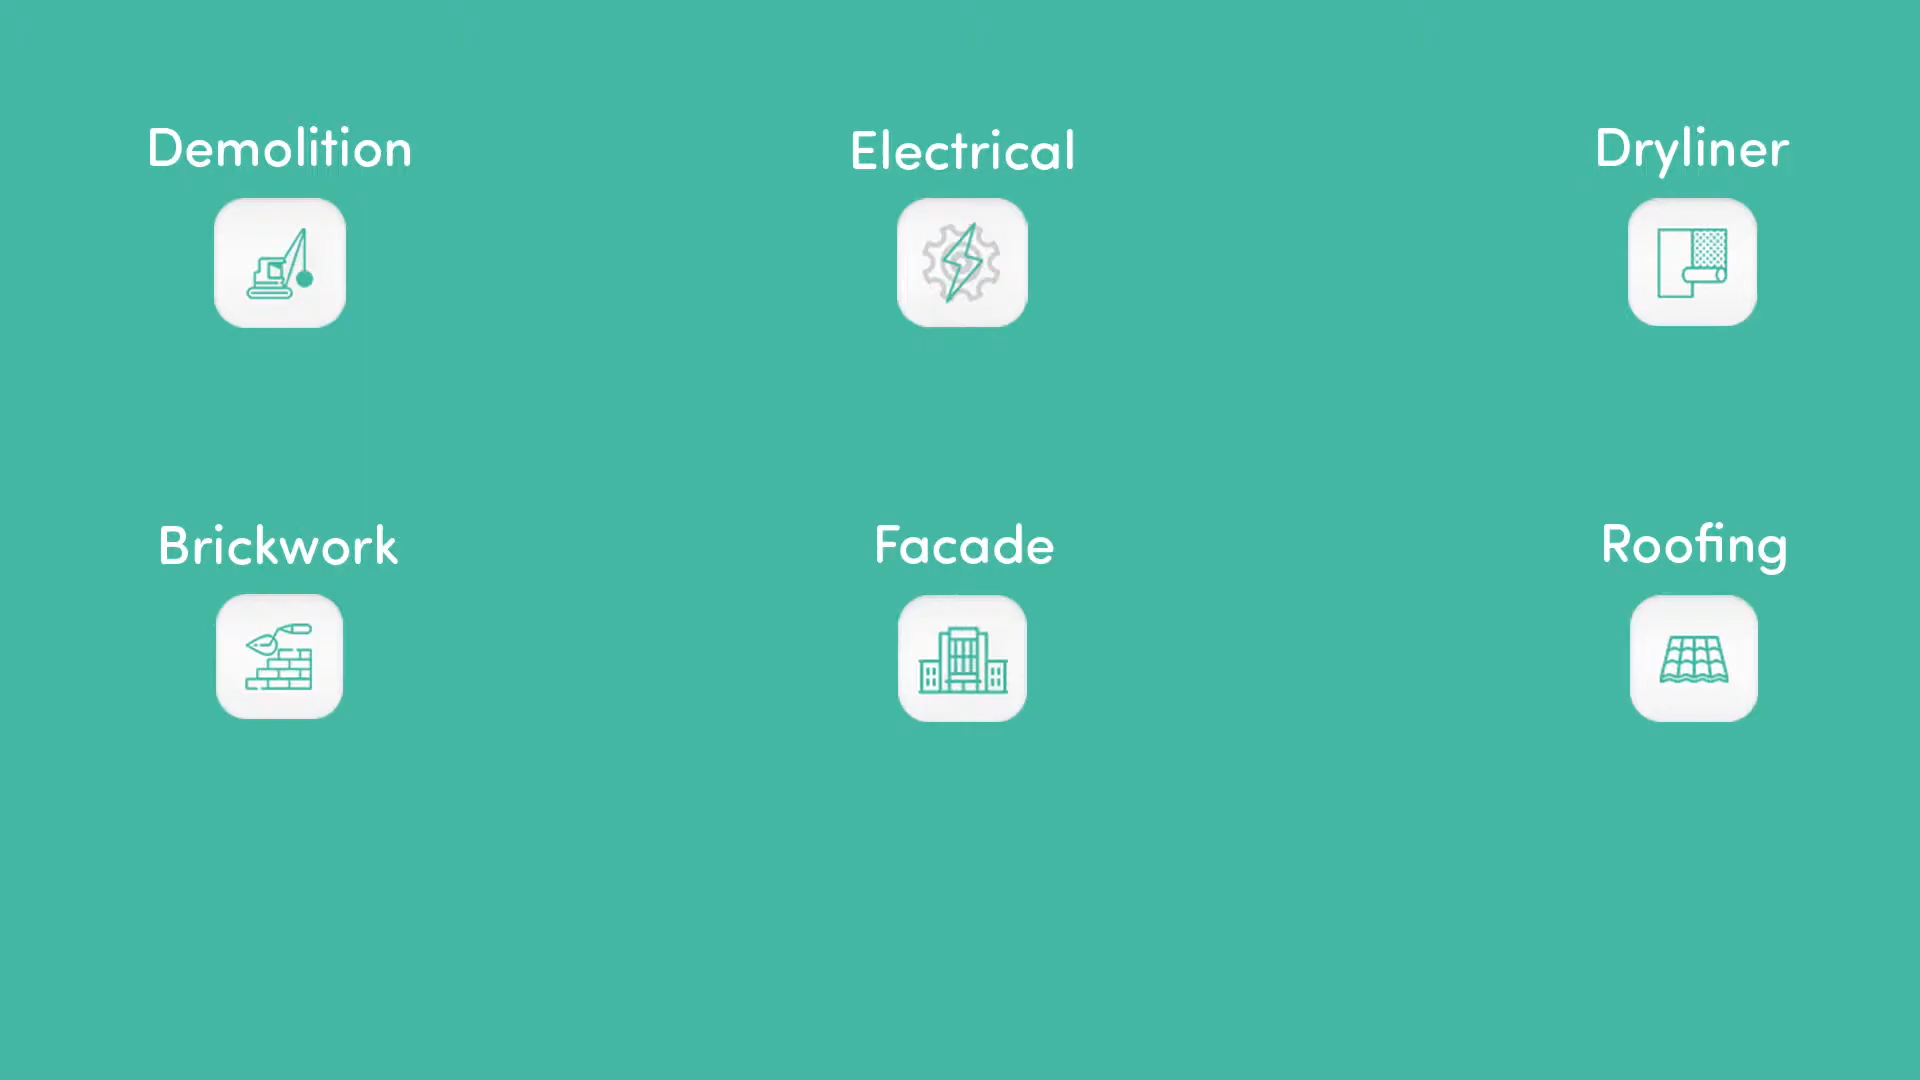 Demolition
Electrical
Dryliner
Brickwork
Facade
Roofing